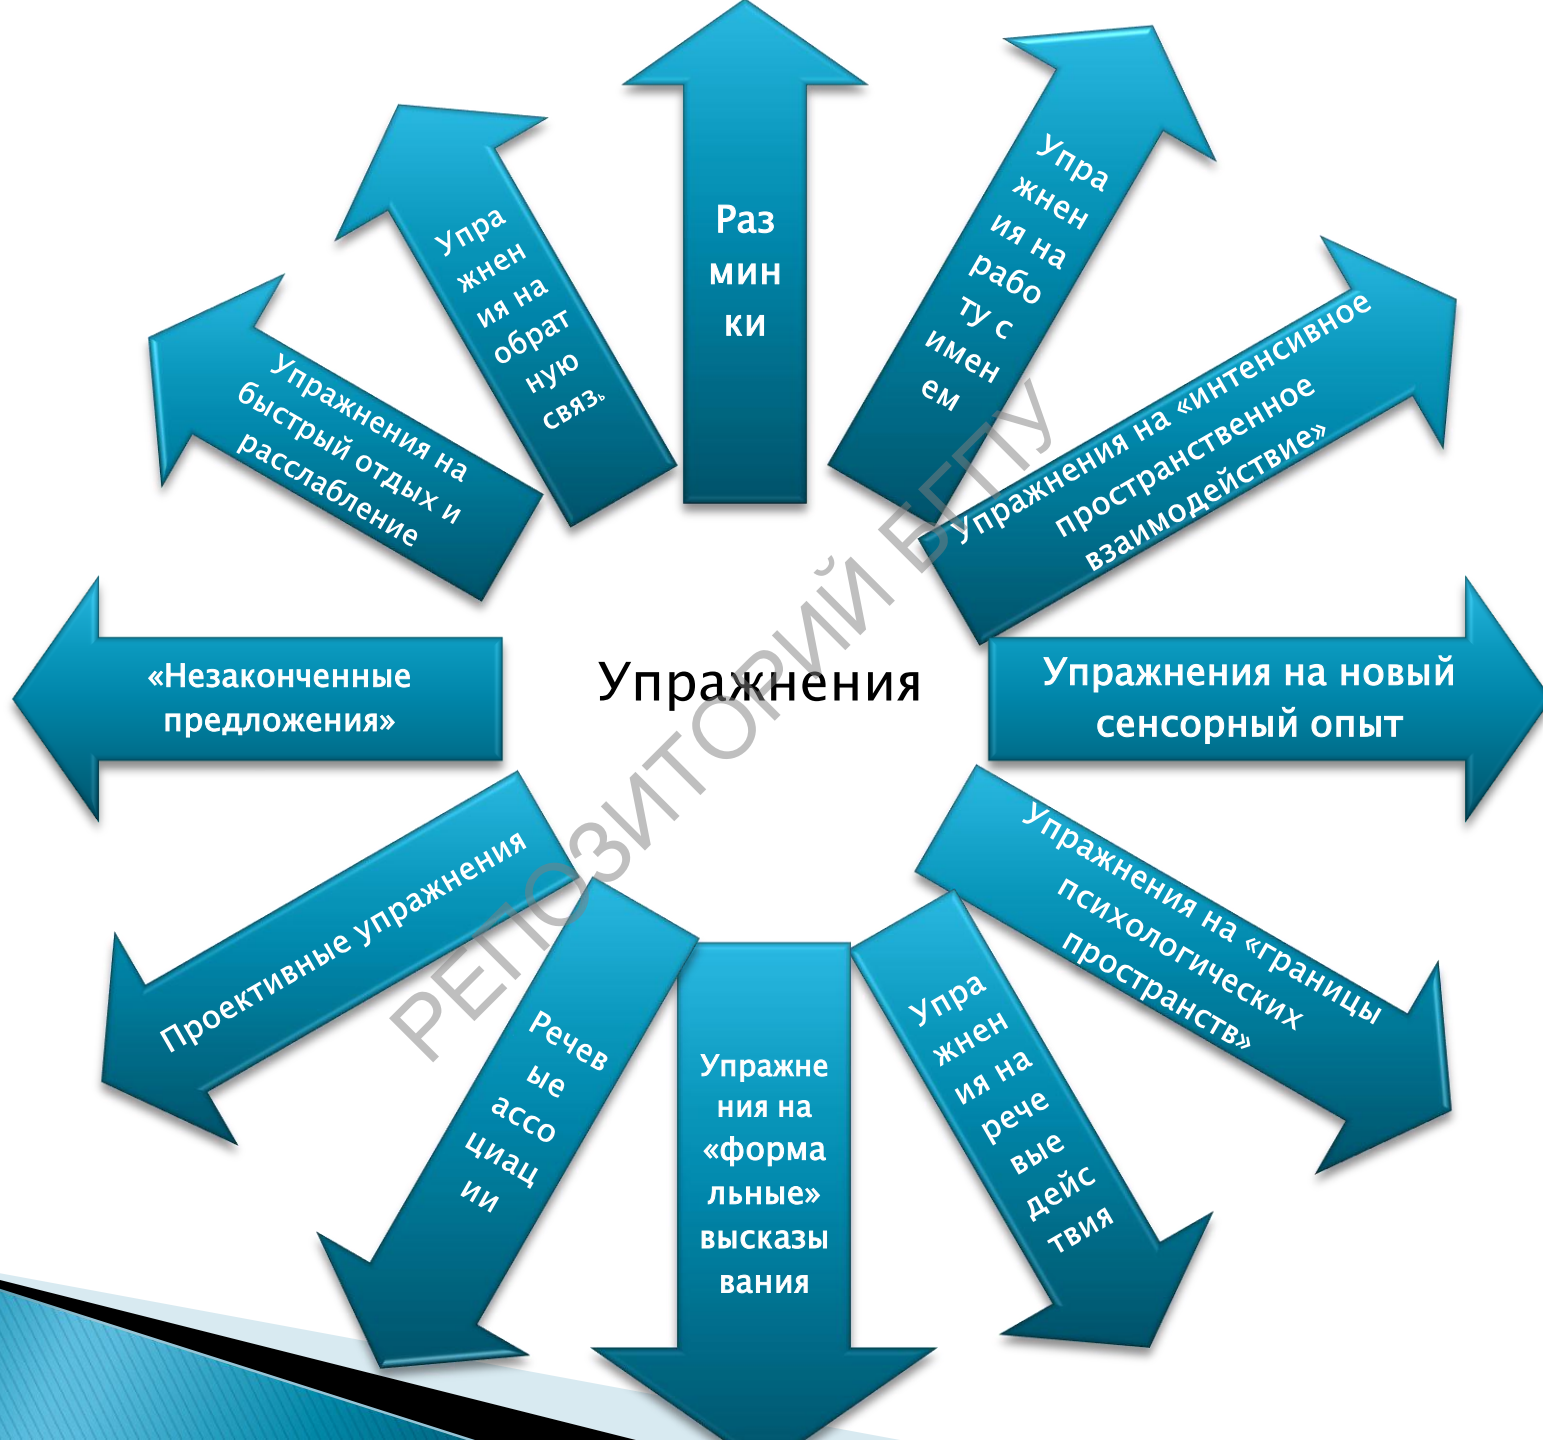 Раз
мин
ки
Упра
жнен
ия на
рабо
ту с
имен
ем
Упражнения на «интенсивное
пространственное
взаимодействие»
Упражнения на новый
сенсорный опыт
Упражнения на «границы
психологических
пространств»
Упра
жнен
ия на
рече
вые
дейс
твия
Упражне
ния на
«форма
льные»
высказы
вания
Речев
ые
ассо
циац
ии
Проективные упражнения
«Незаконченные
предложения»
Упражнения на
быстрый отдых и
расслабление
Упра
жнен
ия на
обрат
ную
связь
Упражнения
РЕПОЗИТОРИЙ БГПУ